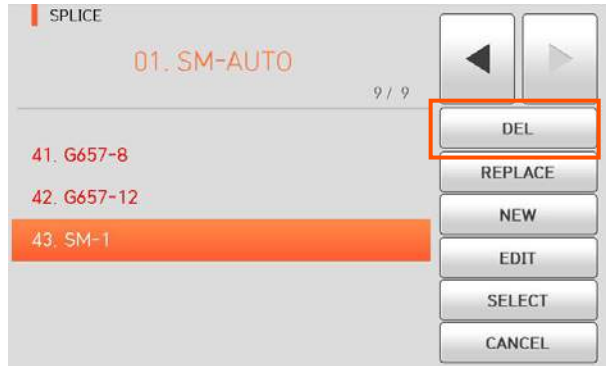 SPLICE
01. SM-AUTO
9 / 9
41. G657-8
42. G657-12
43. SM-1
DEL
REPLACE
NEW
EDIT
SELECT
CANCEL